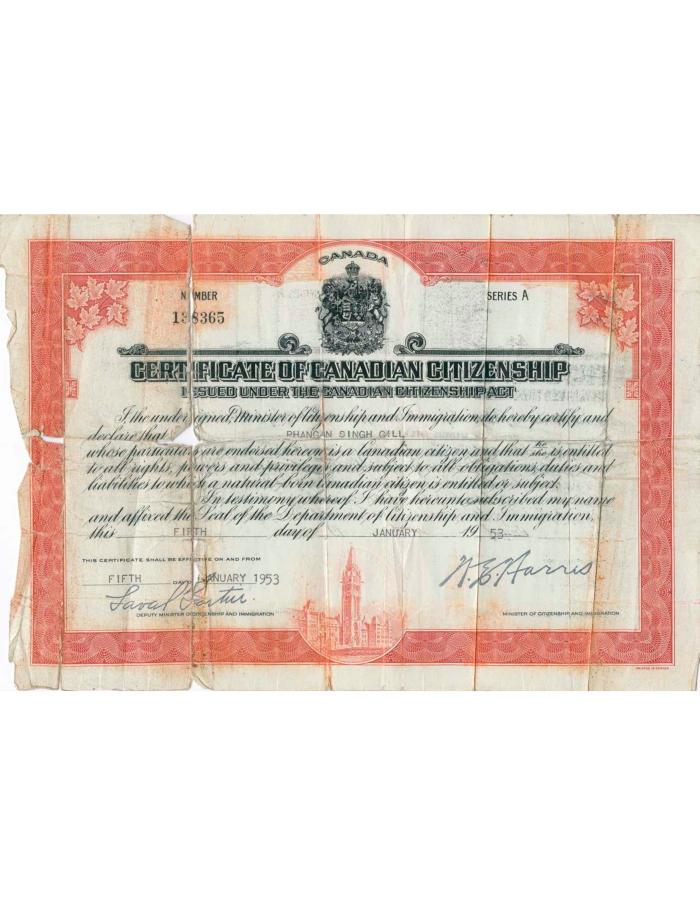 CANADA
NUMBER
138365
SERIES A
CERTIFICATE OF CANADIAN CITIZENSHIP
ISSUED UNDER THE CANADIAN CITIZENSHIP ACT
I the undersigned, Minister of Citizenship and Immigration, do hereby certify and
declare that PHANGAN SINGH GILL
whose particulars are endorsed hereon is a Canadian citizen and that he she is entitled
to all rights, powers and privileges and subject to all obligations, duties and
liabilities to which a natural-born Canadian citizen is entitled or subject.
In testimony whereof I have hereunto subscribed my name
and affixed the Seal of the Department of Citizenship and Immigration,
this FIFTH day of JANUARY 19 53
THIS CERTIFICATE SHALL BE EFFECTIVE ON AND FROM
FIFTH DAY OF JANUARY 1953
Laval Fortier
W. E. Harris
DEPUTY MINISTER OF CITIZENSHIP AND IMMIGRATION
MINISTER OF CITIZENSHIP AND IMMIGRATION